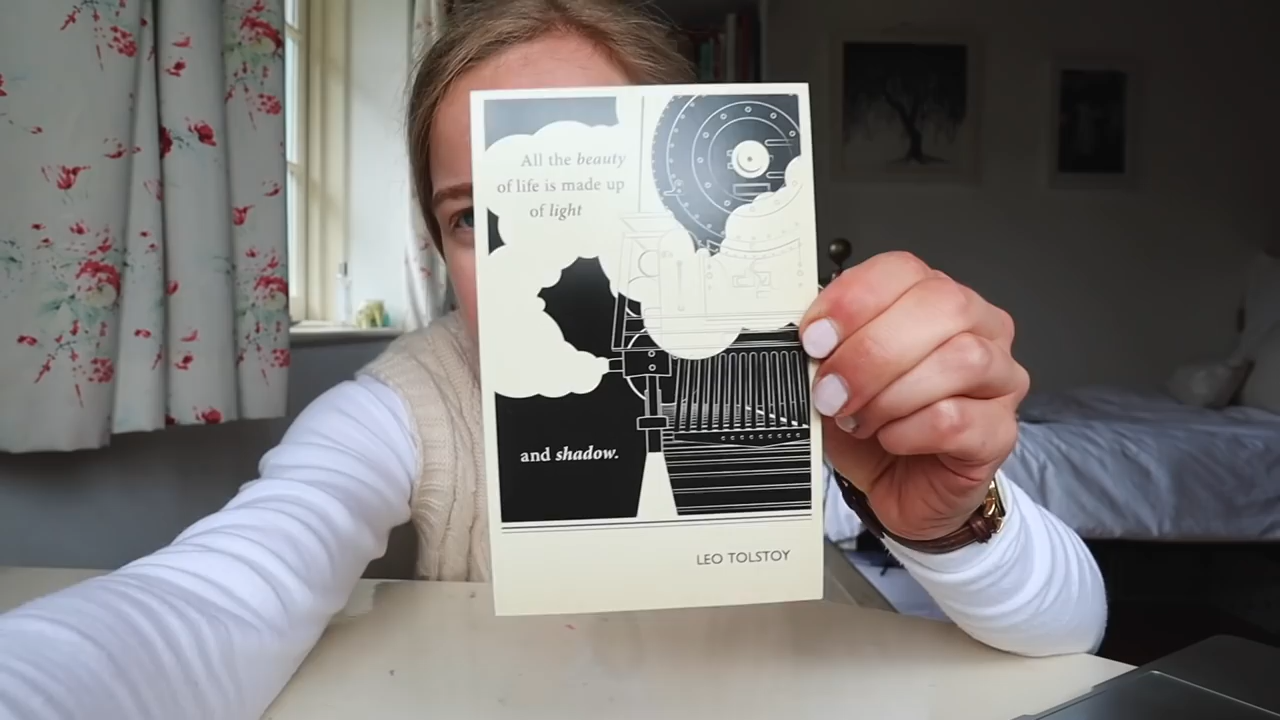 All the beauty
of life is made up
of light
and shadow.
LEO TOLSTOY